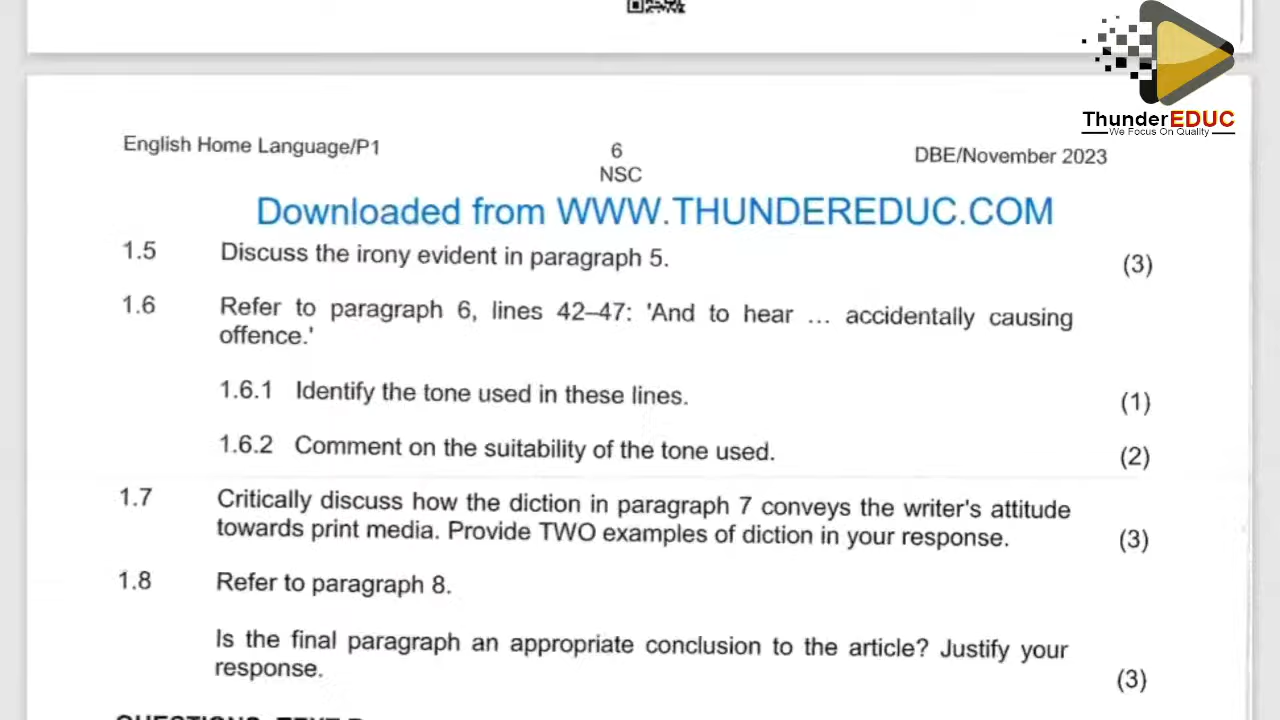 ThunderEDUC
We Focus On Quality
English Home Language/P1
6
DBE/November 2023
NSC
Downloaded from WWW.THUNDEREDUC.COM
1.5 Discuss the irony evident in paragraph 5. (3)
1.6 Refer to paragraph 6, lines 42–47: 'And to hear ... accidentally causing
offence.'
1.6.1 Identify the tone used in these lines. (1)
1.6.2 Comment on the suitability of the tone used. (2)
1.7 Critically discuss how the diction in paragraph 7 conveys the writer's attitude
towards print media. Provide TWO examples of diction in your response. (3)
1.8 Refer to paragraph 8.
Is the final paragraph an appropriate conclusion to the article? Justify your
response. (3)